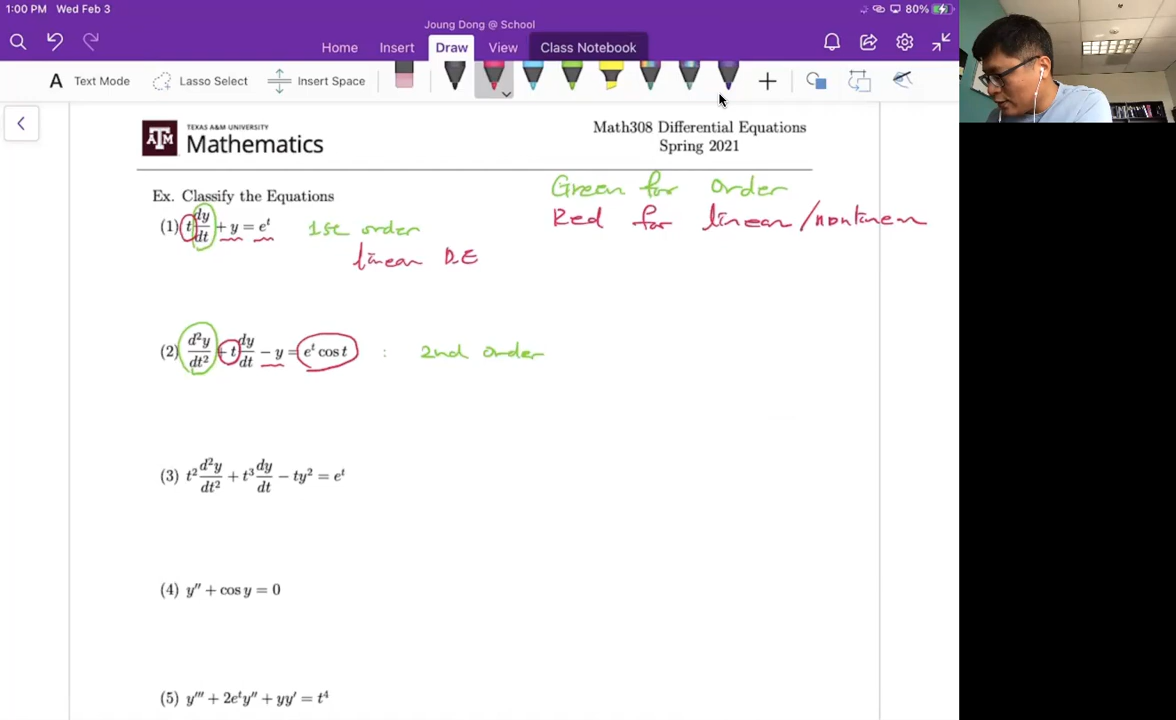 1:00 PM Wed Feb 3
80%
Joung Dong @ School
Home Insert Draw View Class Notebook
A Text Mode Lasso Select Insert Space
TEXAS A&M UNIVERSITY
Mathematics
Math308 Differential Equations
Spring 2021
Ex. Classify the Equations
Green for order
Red for linear/nonlinear
(1) t dy/dt + y = e^t 1st order
linear D.E
(2) d²y/dt² + t dy/dt − y = e^t cos t : 2nd order
(3) t² d²y/dt² + t³ dy/dt − ty² = e^t
(4) y″ + cos y = 0
(5) y‴ + 2e^t y″ + yy′ = t⁴